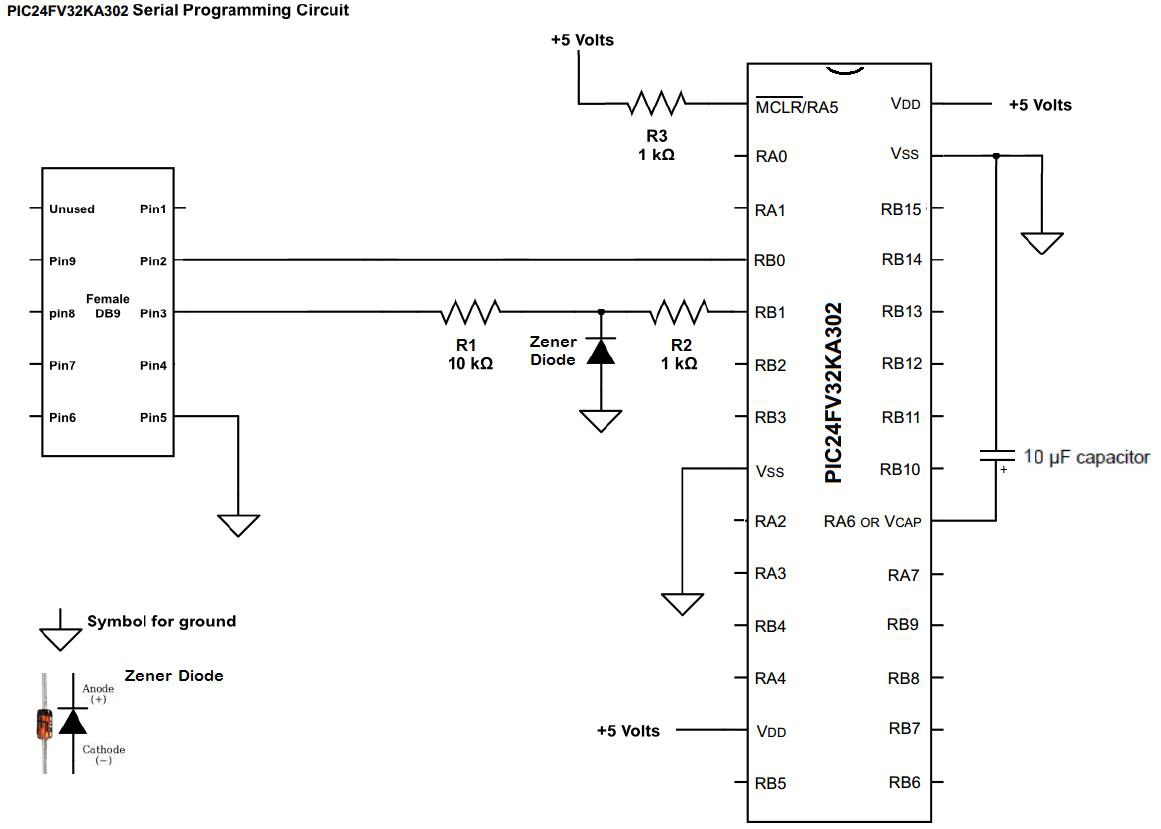 PIC24FV32KA302 Serial Programming Circuit
+5 Volts
R3
1 kΩ
Unused
Pin9
pin8
Pin7
Pin6
Female
DB9
Pin1
Pin2
Pin3
Pin4
Pin5
R1
10 kΩ
Zener
Diode
R2
1 kΩ
MCLR/RA5
RA0
RA1
RB0
RB1
RB2
RB3
VSS
RA2
RA3
RB4
RA4
VDD
RB5
PIC24FV32KA302
VDD
VSS
RB15
RB14
RB13
RB12
RB11
RB10
RA6 OR VCAP
RA7
RB9
RB8
RB7
RB6
+5 Volts
10 µF capacitor
+
+5 Volts
Symbol for ground
Zener Diode
Anode
(+)
Cathode
(−)